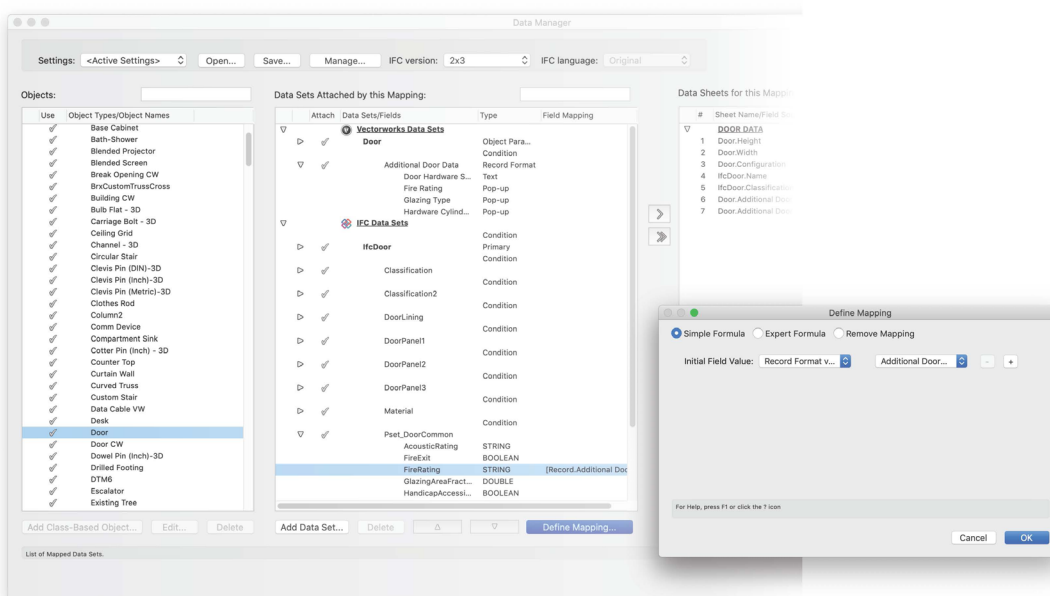 Data Manager
Settings: <Active Settings> Open... Save... Manage... IFC version: 2x3 IFC language: Original
Objects:
Use Object Types/Object Names
Base Cabinet
Bath-Shower
Blended Projector
Blended Screen
Break Opening CW
BrxCustomTrussCross
Building CW
Bulb Flat - 3D
Carriage Bolt - 3D
Ceiling Grid
Channel - 3D
Circular Stair
Clevis Pin (DIN)-3D
Clevis Pin (Inch)-3D
Clevis Pin (Metric)-3D
Clothes Rod
Column2
Comm Device
Compartment Sink
Cotter Pin (Inch) - 3D
Counter Top
Curtain Wall
Curved Truss
Custom Stair
Data Cable VW
Desk
Door
Door CW
Dowel Pin (Inch)-3D
Drilled Footing
DTM6
Escalator
Existing Tree
Add Class-Based Object... Edit... Delete
List of Mapped Data Sets.
Data Sets Attached by this Mapping:
Attach Data Sets/Fields Type Field Mapping
Vectorworks Data Sets
Door Object Para...
Condition
Additional Door Data Record Format
Door Hardware S... Text
Fire Rating Pop-up
Glazing Type Pop-up
Hardware Cylind... Pop-up
IFC Data Sets
Condition
IfcDoor Primary
Condition
Classification
Condition
Classification2
Condition
DoorLining
Condition
DoorPanel1
Condition
DoorPanel2
Condition
DoorPanel3
Condition
Material
Condition
Pset_DoorCommon
AcousticRating STRING
FireExit BOOLEAN
FireRating STRING [Record.Additional Doc
GlazingAreaFract... DOUBLE
HandicapAccessi... BOOLEAN
Add Data Set... Delete Define Mapping...
Data Sheets for this Mapping
# Sheet Name/Field
DOOR DATA
1 Door.Height
2 Door.Width
3 Door.Configuration
4 IfcDoor.Name
5 IfcDoor.Classification
6 Door.Additional Door
7 Door.Additional Door
Define Mapping
Simple Formula Expert Formula Remove Mapping
Initial Field Value: Record Format v... Additional Door... - +
For Help, press F1 or click the ? icon
Cancel OK